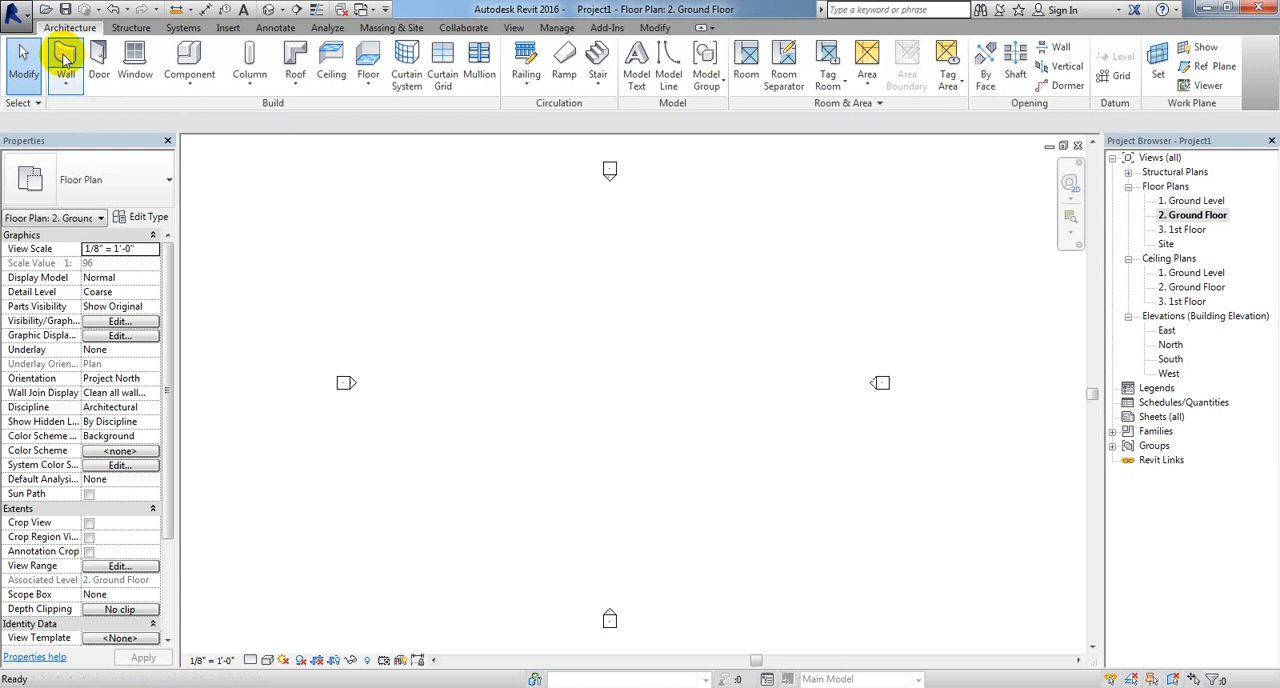 Autodesk Revit 2016 - Project1 - Floor Plan: 2. Ground Floor
Type a keyword or phrase
Sign In
Architecture Structure Systems Insert Annotate Analyze Massing & Site Collaborate View Manage Add-Ins Modify
Modify Wall Door Window Component Column Roof Ceiling Floor Curtain System Curtain Grid Mullion Railing Ramp Stair Model Text Model Line Model Group Room Room Separator Tag Room Area Area Boundary Tag Area By Face Shaft Wall Vertical Dormer Level Grid Set Show Ref Plane Viewer
Select Build Circulation Model Room & Area Opening Datum Work Plane
Properties
Floor Plan
Floor Plan: 2. Ground Edit Type
Graphics
View Scale 1/8" = 1'-0"
Scale Value 1: 96
Display Model Normal
Detail Level Coarse
Parts Visibility Show Original
Visibility/Graph... Edit...
Graphic Displa... Edit...
Underlay None
Underlay Orien... Plan
Orientation Project North
Wall Join Display Clean all wall...
Discipline Architectural
Show Hidden L... By Discipline
Color Scheme ... Background
Color Scheme <none>
System Color S... Edit...
Default Analysi... None
Sun Path
Extents
Crop View
Crop Region Vi...
Annotation Crop
View Range Edit...
Associated Level 2. Ground Floor
Scope Box None
Depth Clipping No clip
Identity Data
View Template <None>
Properties help Apply
2D
Project Browser - Project1
Views (all)
Structural Plans
Floor Plans
1. Ground Level
2. Ground Floor
3. 1st Floor
Site
Ceiling Plans
1. Ground Level
2. Ground Floor
3. 1st Floor
Elevations (Building Elevation)
East
North
South
West
Legends
Schedules/Quantities
Sheets (all)
Families
Groups
Revit Links
1/8" = 1'-0"
Ready
:0
Main Model
:0